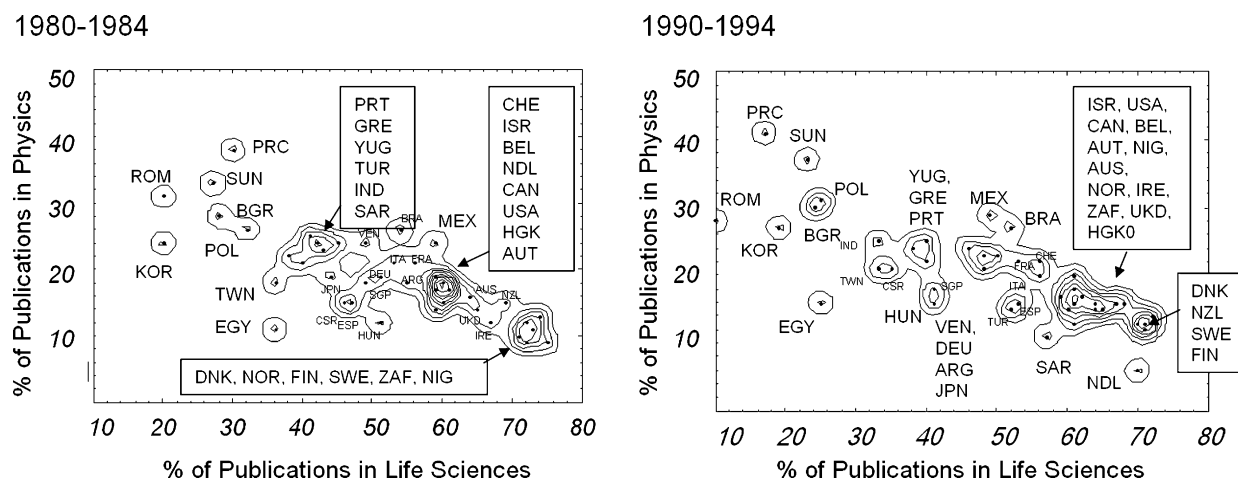 1980-1984
% of Publications in Physics
50
40
30
20
10
PRT
GRE
YUG
TUR
IND
SAR
CHE
ISR
BEL
NDL
CAN
USA
HGK
AUT
PRC
ROM
SUN
BGR
POL
KOR
BRA
MEX
VEN
ITA
FRA
TWN
JPN
DEU
SGP
ARG
AUS
NZL
EGY
CSR
ESP
HUN
UKD
IRE
DNK, NOR, FIN, SWE, ZAF, NIG
10 20 30 40 50 60 70 80
% of Publications in Life Sciences
1990-1994
% of Publications in Physics
50
40
30
20
10
ISR, USA,
CAN, BEL,
AUT, NIG,
AUS,
NOR, IRE,
ZAF, UKD,
HGK0
PRC
SUN
ROM
POL
YUG,
GRE
PRT
MEX
BRA
KOR
BGR
IND
CHE
FRA
TWN
CSR
SGP
ITA
DNK
NZL
SWE
FIN
EGY
HUN
TUR
ESP
VEN,
DEU
ARG
JPN
SAR
NDL
10 20 30 40 50 60 70 80
% of Publications in Life Sciences